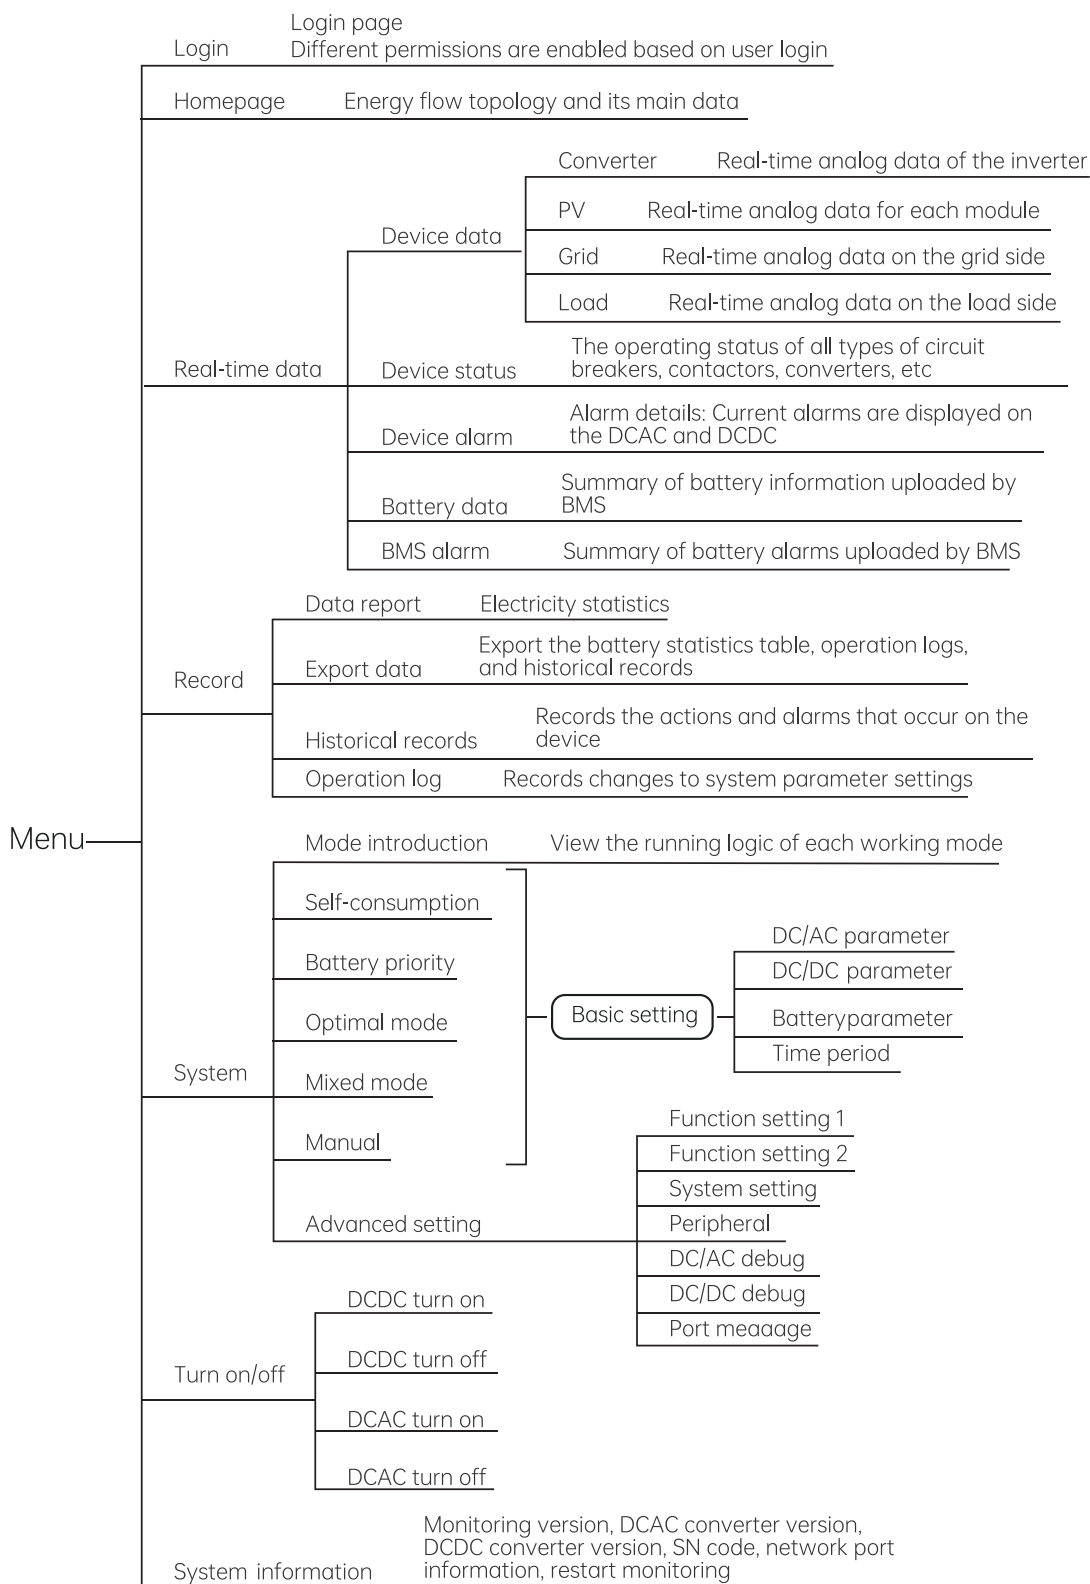 Login page
Login
Different permissions are enabled based on user login
Homepage
Energy flow topology and its main data
Converter
Real-time analog data of the inverter
PV
Real-time analog data for each module
Device data
Grid
Real-time analog data on the grid side
Load
Real-time analog data on the load side
Real-time data
Device status
The operating status of all types of circuit
breakers, contactors, converters, etc
Device alarm
Alarm details: Current alarms are displayed on
the DCAC and DCDC
Battery data
Summary of battery information uploaded by
BMS
BMS alarm
Summary of battery alarms uploaded by BMS
Data report
Electricity statistics
Record
Export data
Export the battery statistics table, operation logs,
and historical records
Historical records
Records the actions and alarms that occur on the
device
Operation log
Records changes to system parameter settings
Menu
Mode introduction
View the running logic of each working mode
Self-consumption
Battery priority
Optimal mode
Mixed mode
Manual
Basic setting
DC/AC parameter
DC/DC parameter
Batteryparameter
Time period
System
Advanced setting
Function setting 1
Function setting 2
System setting
Peripheral
DC/AC debug
DC/DC debug
Port meaaage
Turn on/off
DCDC turn on
DCDC turn off
DCAC turn on
DCAC turn off
System information
Monitoring version, DCAC converter version,
DCDC converter version, SN code, network port
information, restart monitoring